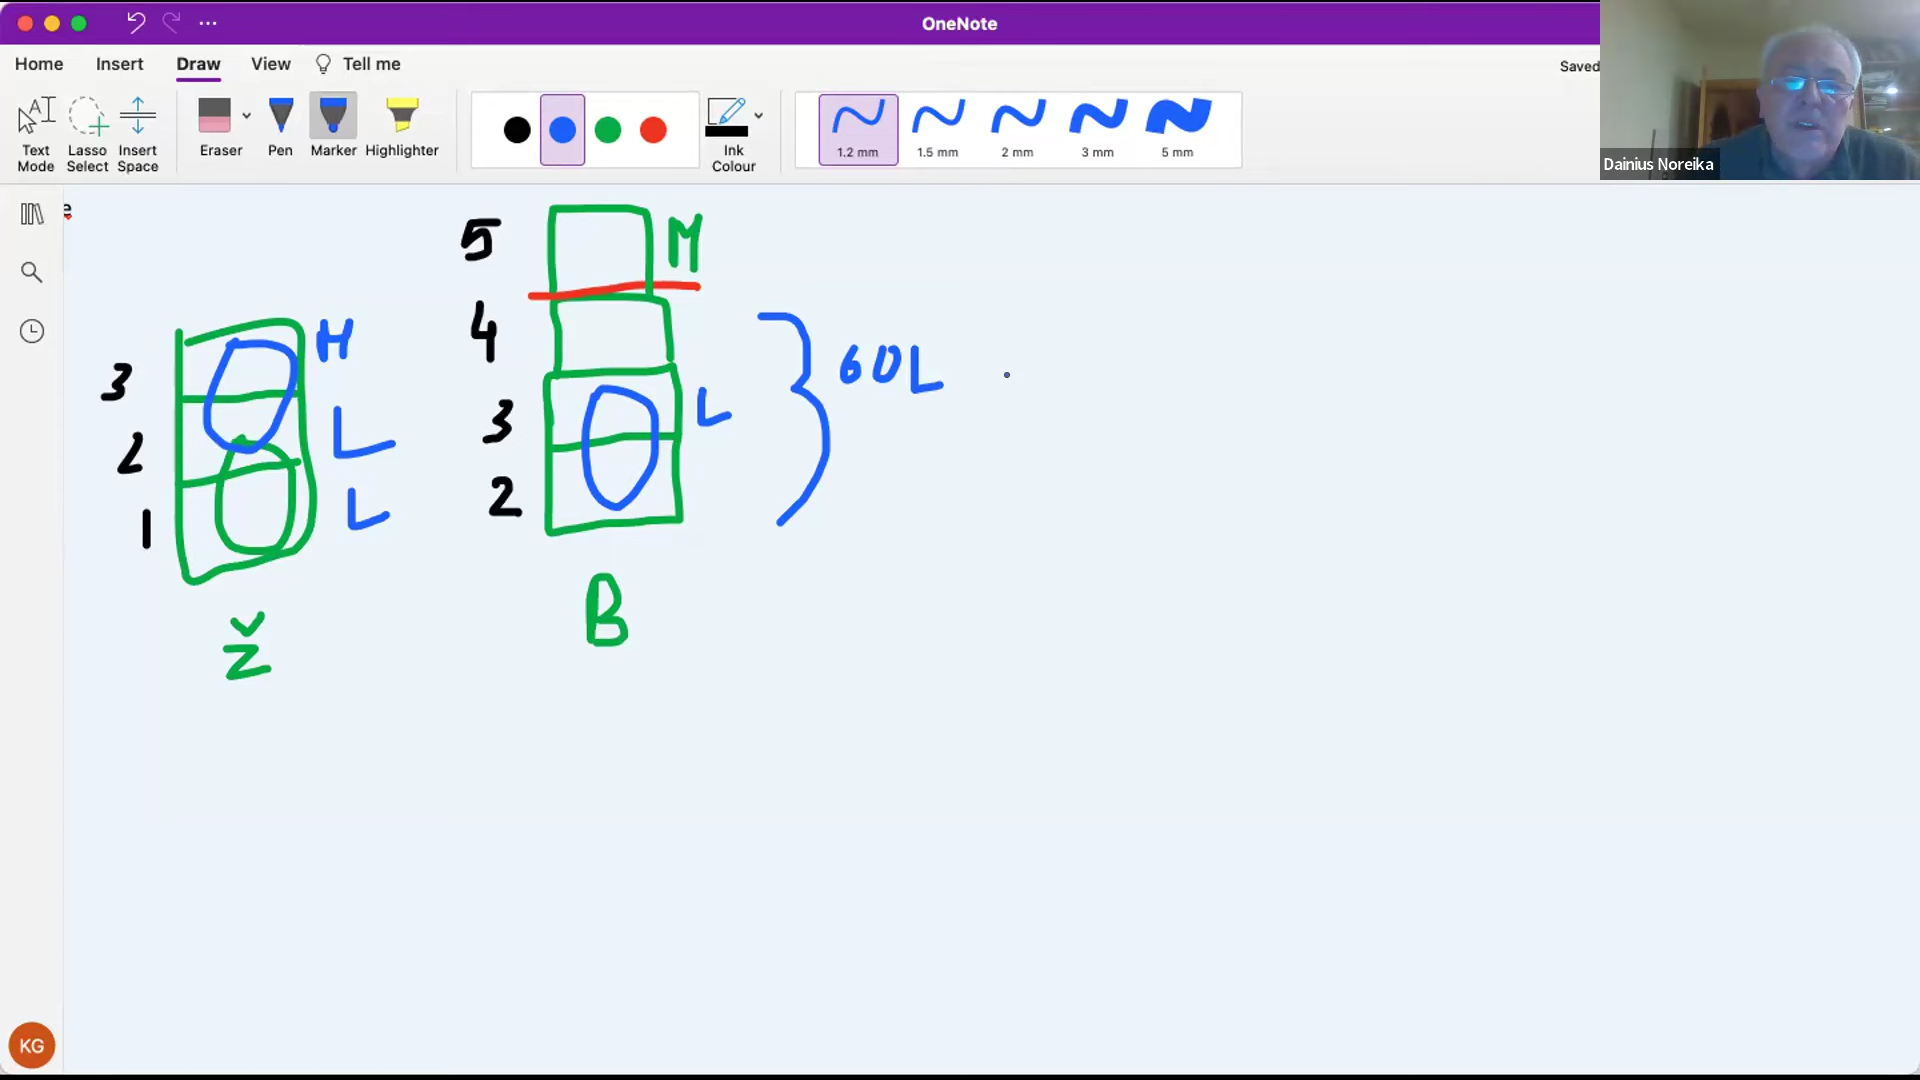 OneNote
Home Insert Draw View Tell me
Saved
Text Mode
Lasso Select
Insert Space
Eraser
Pen
Marker
Highlighter
Ink Colour
1.2 mm
1.5 mm
2 mm
3 mm
5 mm
Dainius Noreika
e
5 M
4
3 H
60L
2 L
3 L
1 L
2
Ž
B
KG